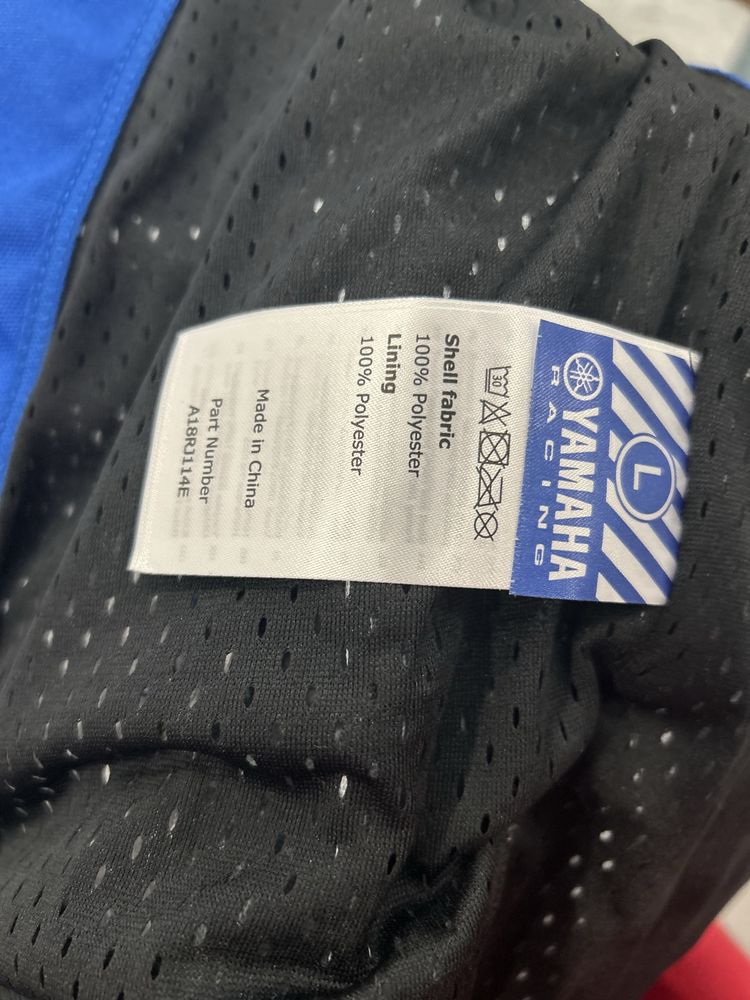 L
YAMAHA
RACING
30
Shell fabric
100% Polyester
Lining
100% Polyester
Made in China
Part Number
A18RJ114E